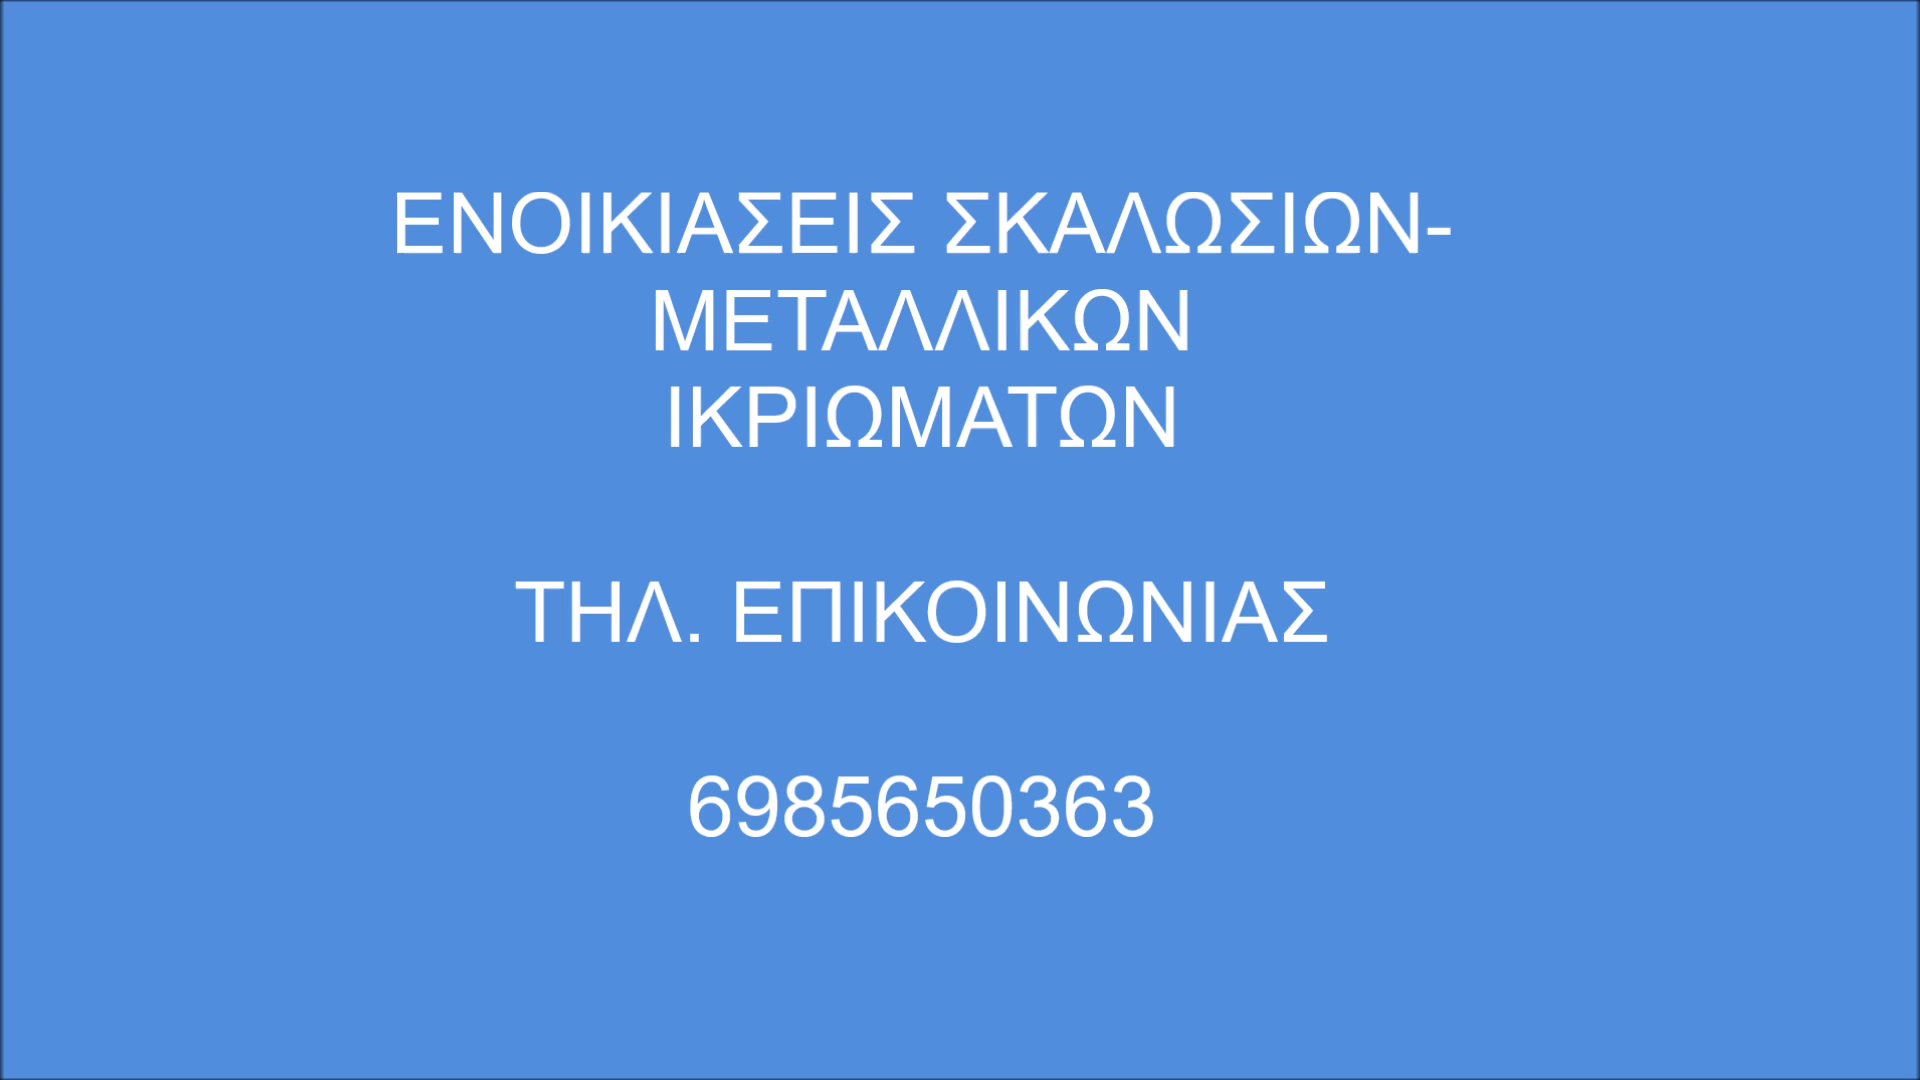 ΕΝΟΙΚΙΑΣΕΙΣ ΣΚΑΛΩΣΙΩΝ-
ΜΕΤΑΛΛΙΚΩΝ
ΙΚΡΙΩΜΑΤΩΝ
ΤΗΛ. ΕΠΙΚΟΙΝΩΝΙΑΣ
6985650363